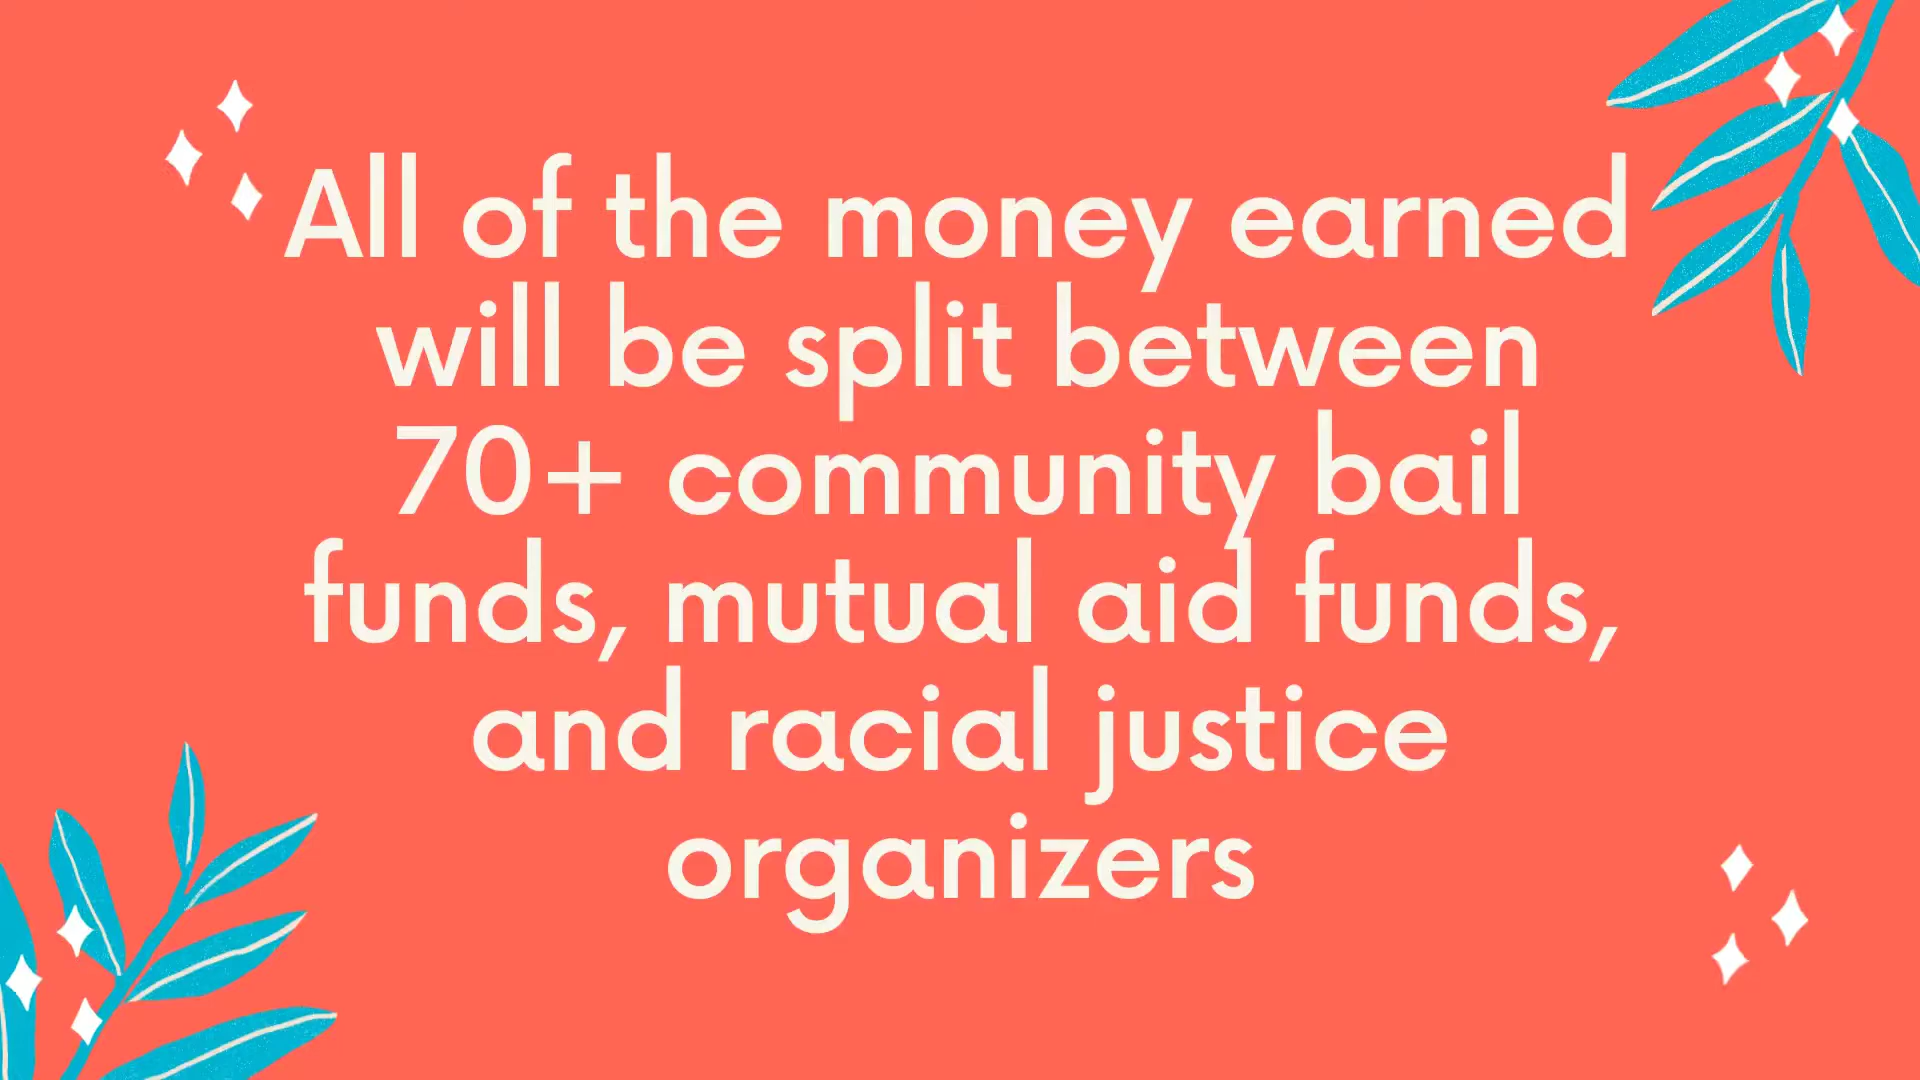 All of the money earned
will be split between
70+ community bail
funds, mutual aid funds,
and racial justice
organizers